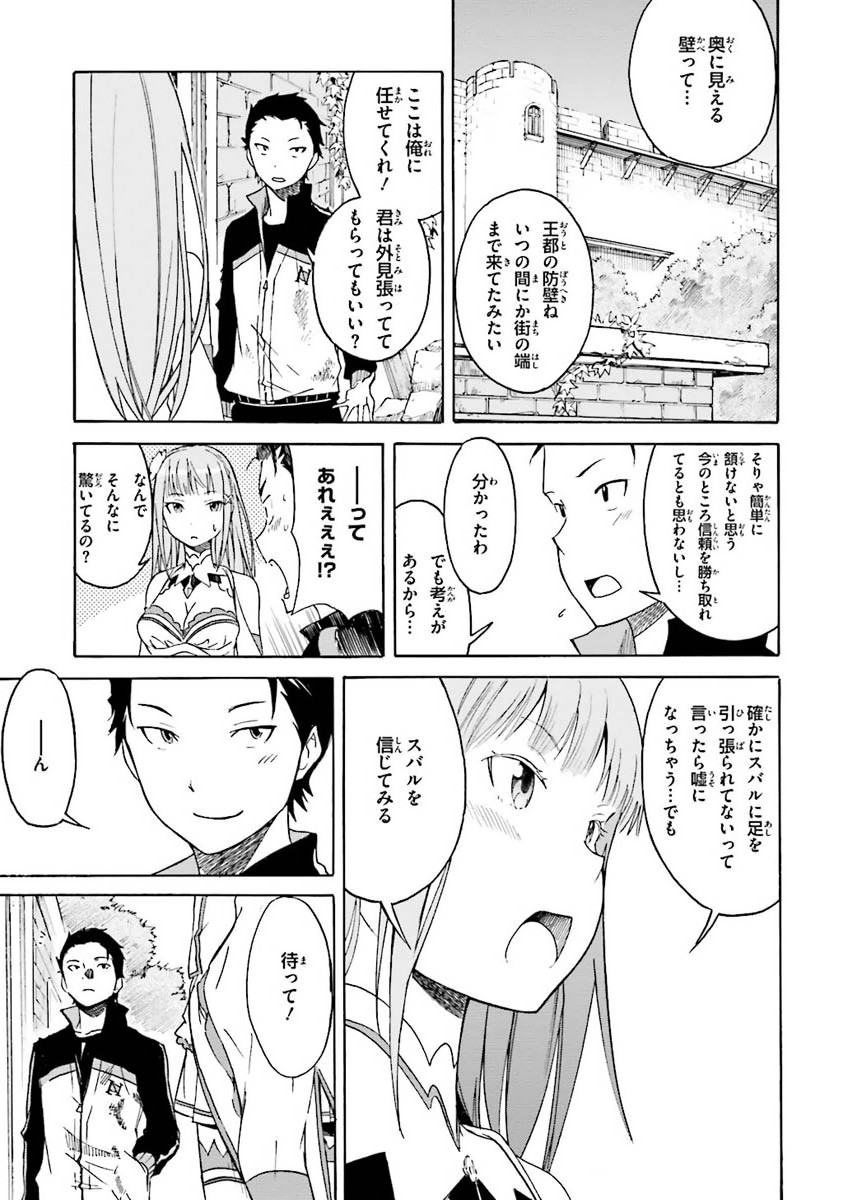 奥に見える
壁って…
王都の防壁ね
いつの間にか街の端
まで来てたみたい
ここは俺に
任せてくれ！
君は外見張ってて
もらってもいい？
そりゃ簡単に
頷けないと思う
今のところ信頼を勝ち取れ
てるとも思わないし…
でも考えが
あるから…
分かったわ
──って
あれぇぇぇ!?
なんで
そんなに
驚いてるの？
確かにスバルに足を
引っ張られてないって
言ったら嘘に
なっちゃう…でも
スバルを
信じてみる
──ん
待って！